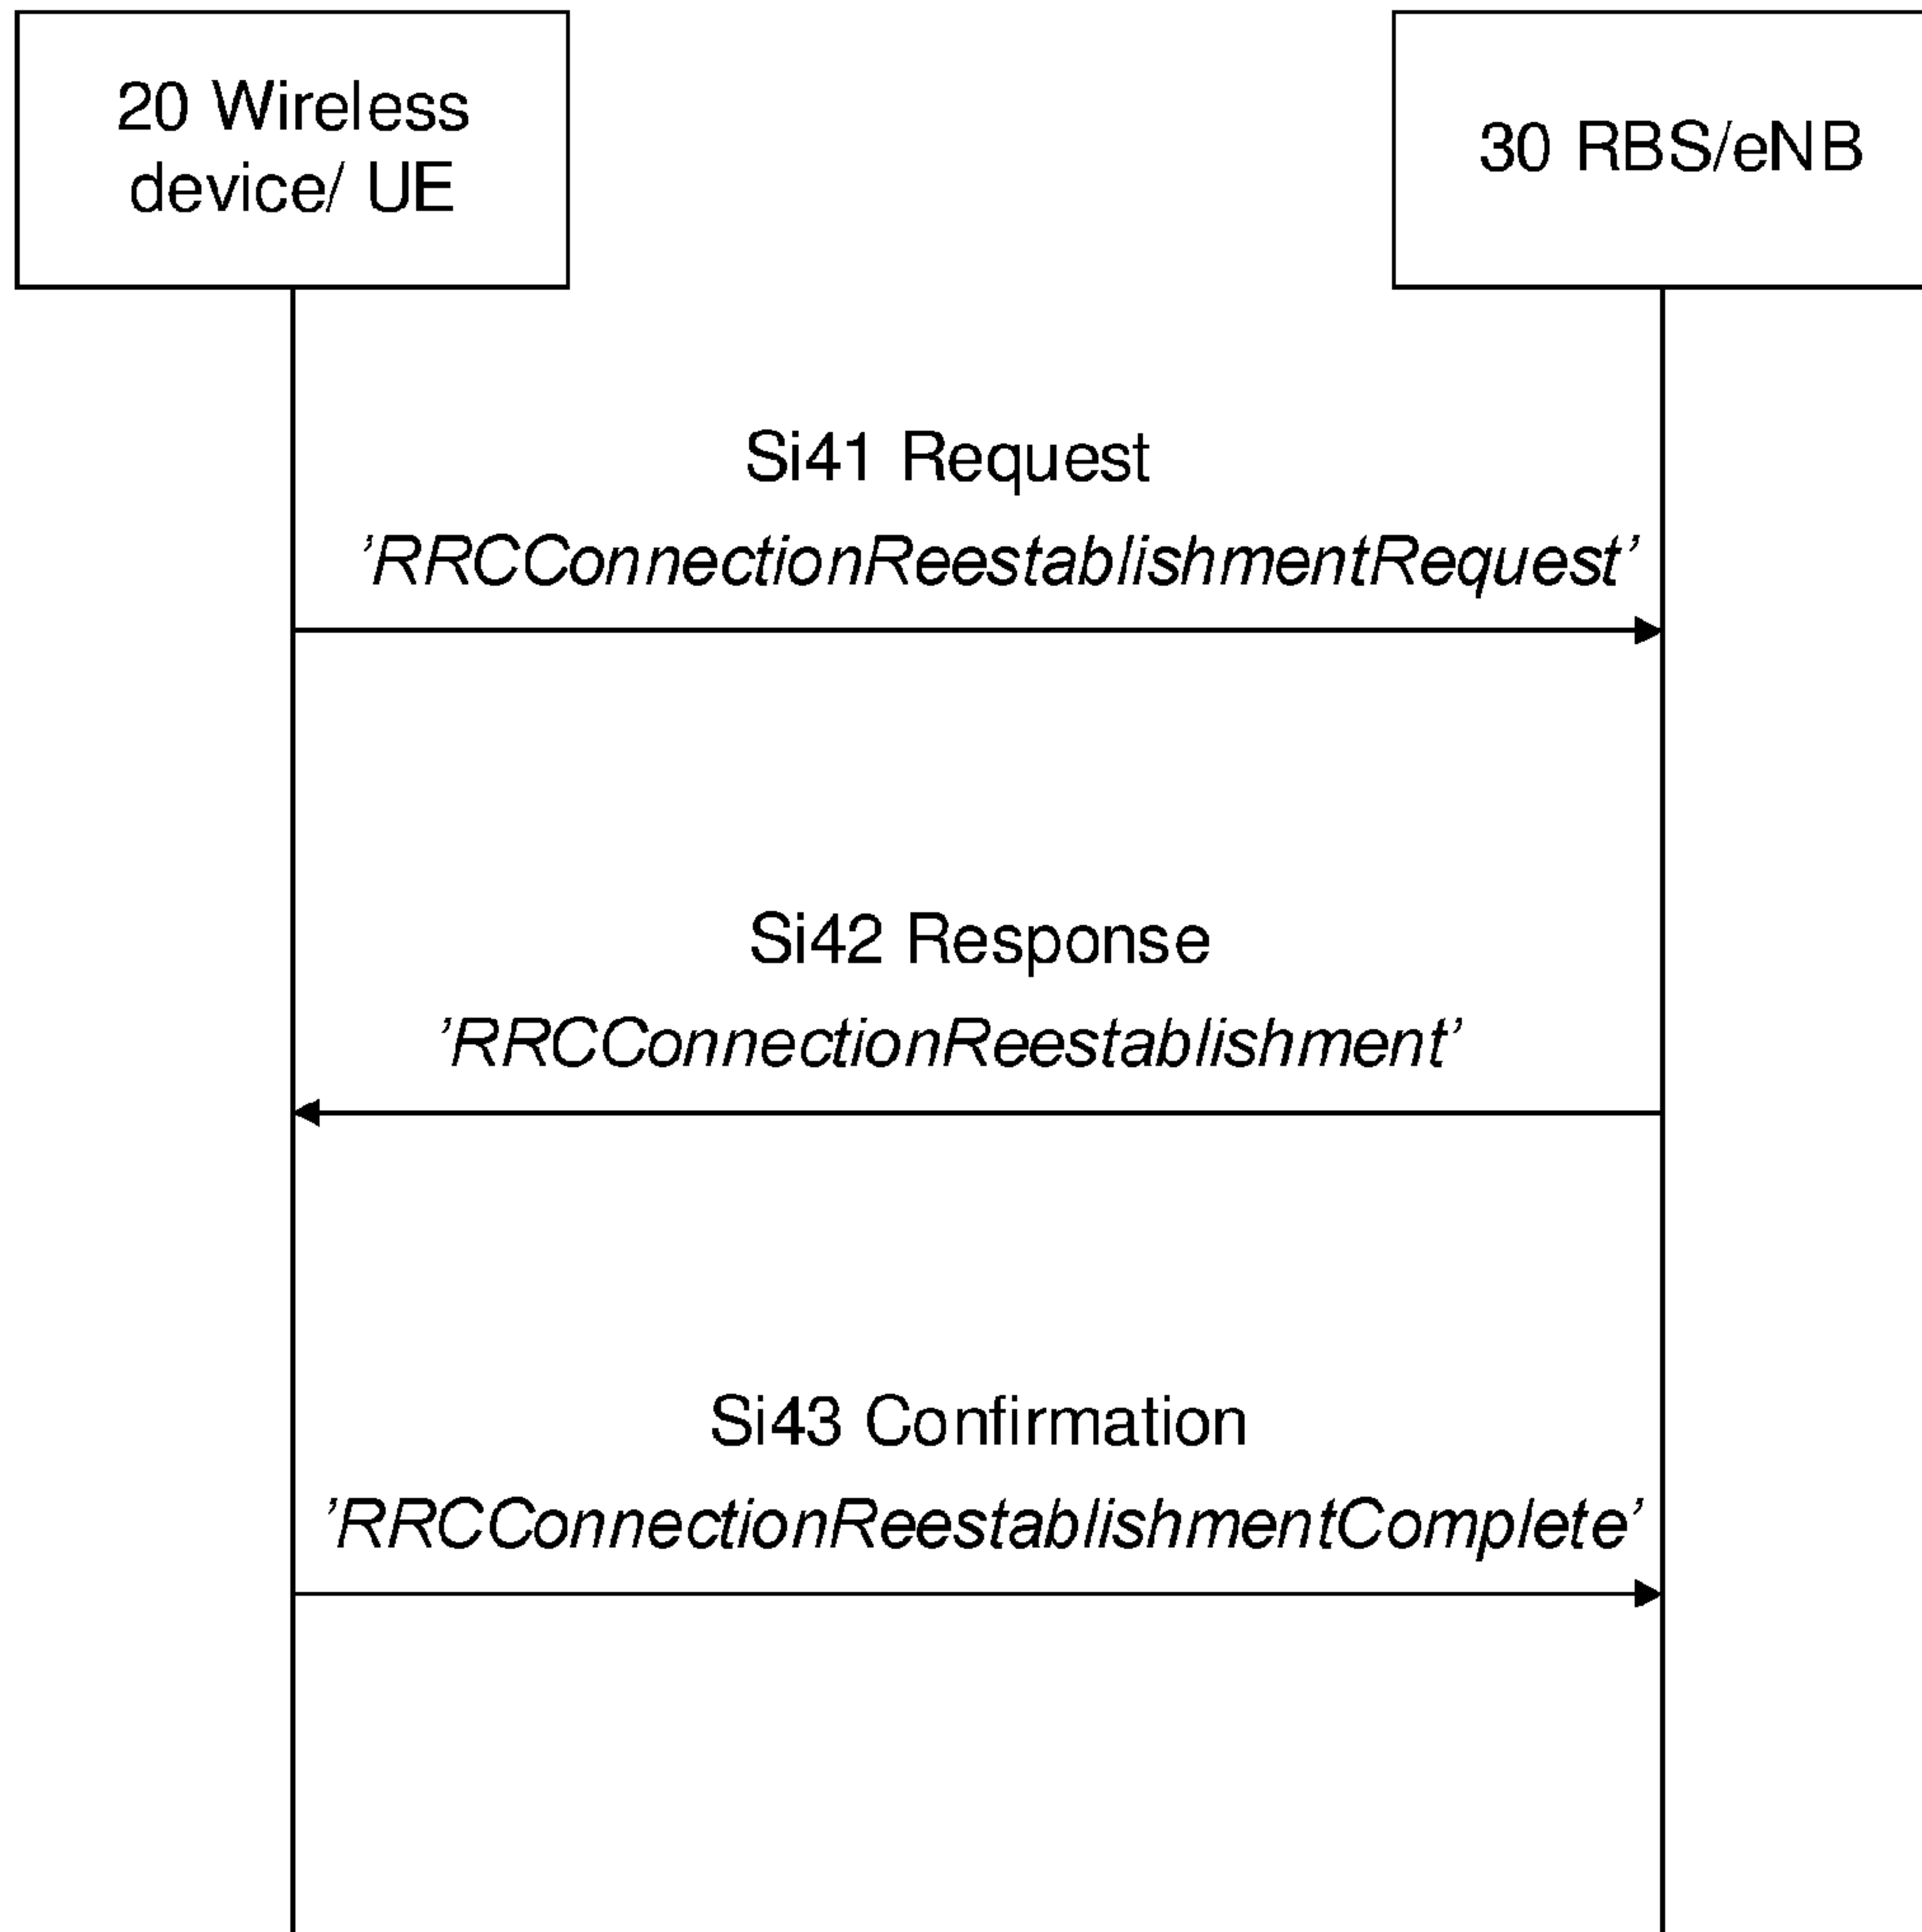 20 Wireless
device/ UE
30 RBS/eNB
Si41 Request
'RRCConnectionReestablishmentRequest'
Si42 Response
'RRCConnectionReestablishment'
Si43 Confirmation
'RRCConnectionReestablishmentComplete'